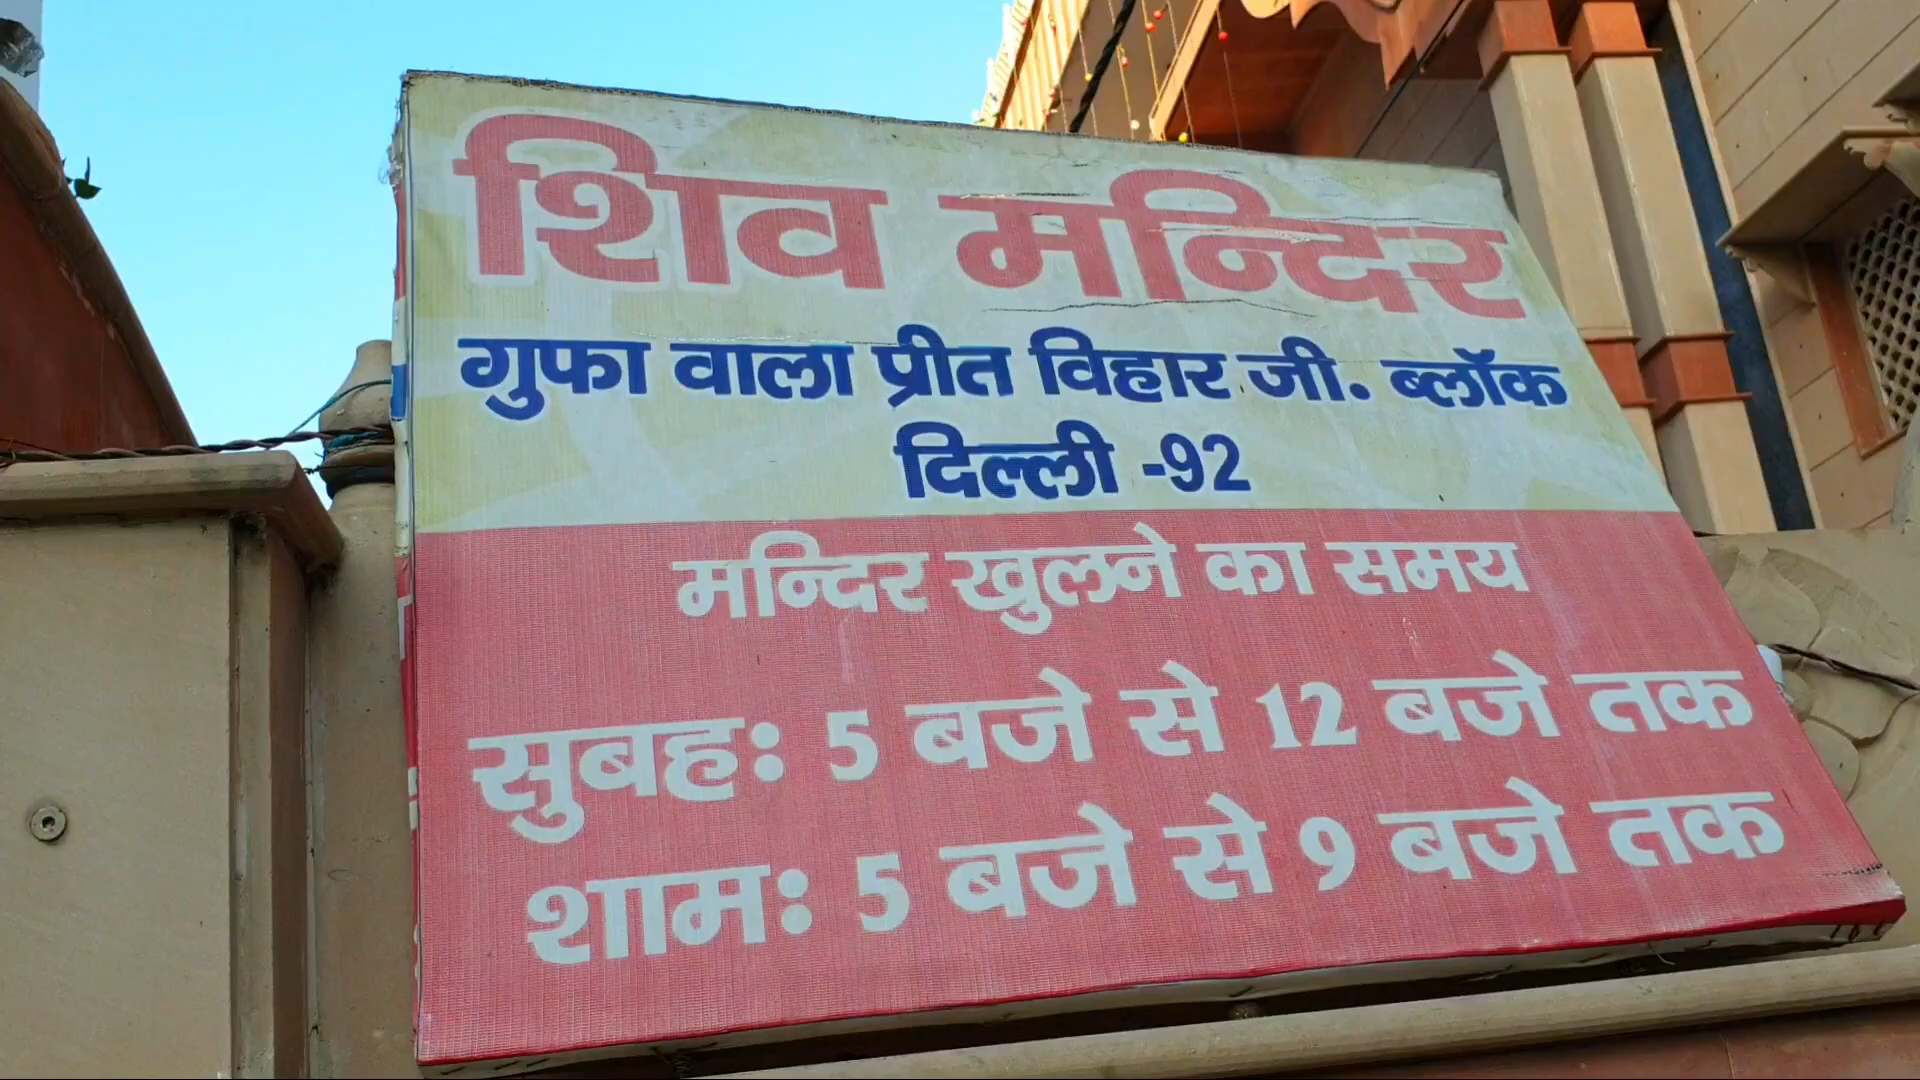 शिव मन्दिर
गुफा वाला प्रीत विहार जी. ब्लॉक
दिल्ली -92
मन्दिर खुलने का समय
सुबहः 5 बजे से 12 बजे तक
शामः 5 बजे से 9 बजे तक